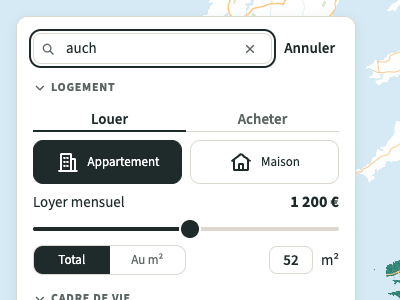 auch
Annuler
LOGEMENT
Louer
Acheter
Appartement
Maison
Loyer mensuel
1 200 €
Total
Au m²
52
m²
CADRE DE VIE